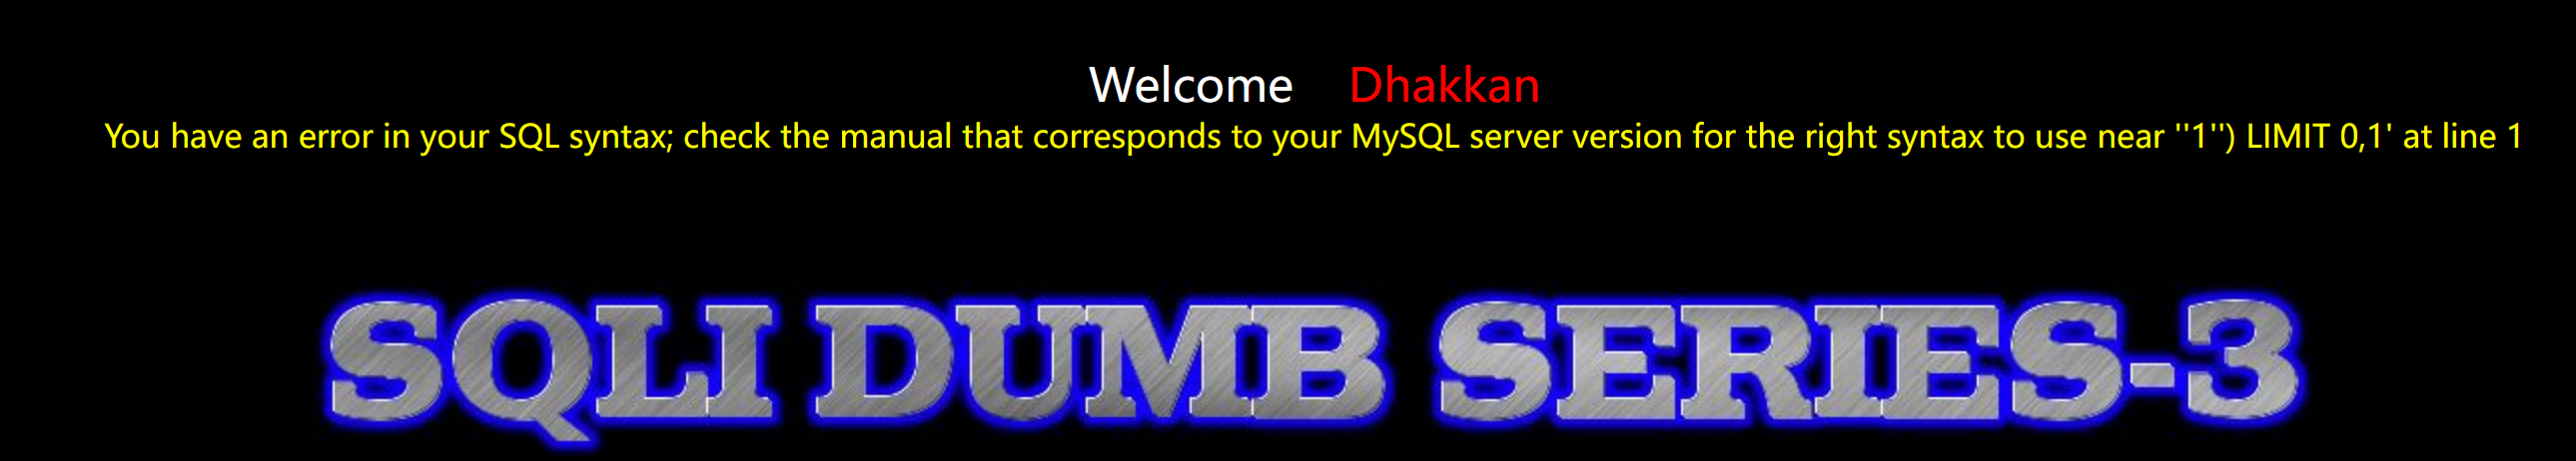 Welcome Dhakkan
You have an error in your SQL syntax; check the manual that corresponds to your MySQL server version for the right syntax to use near ''1'') LIMIT 0,1' at line 1
SQLI DUMB SERIES-3